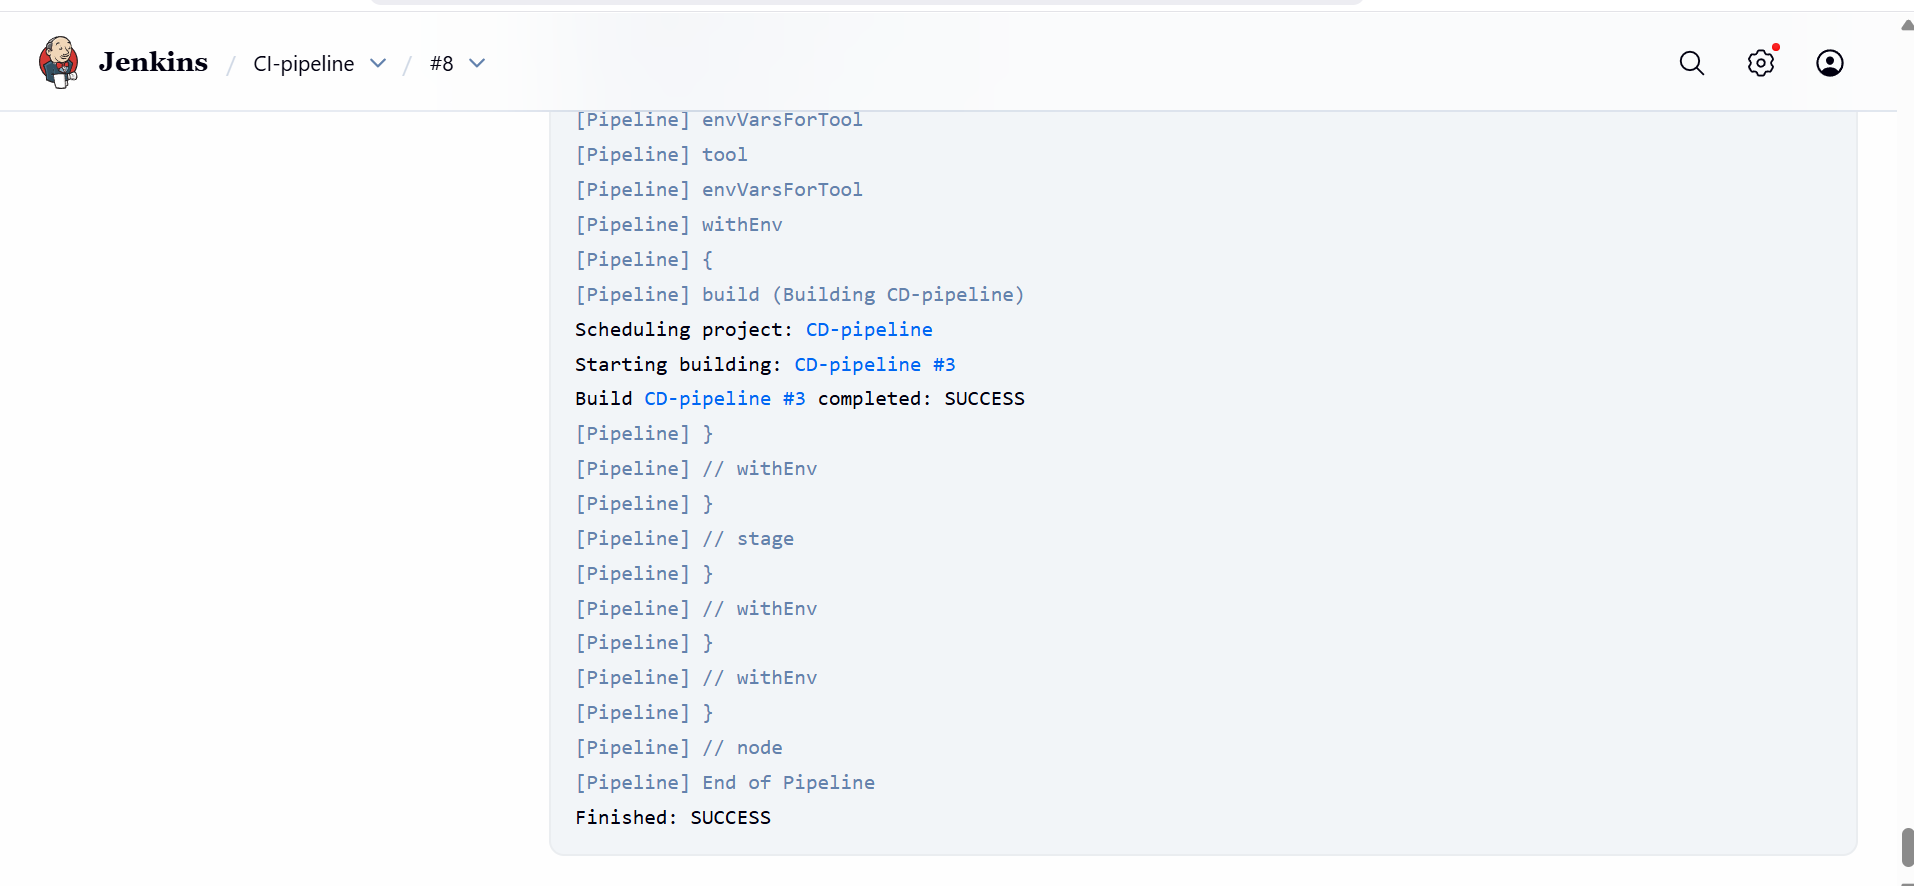 Jenkins / CI-pipeline / #8
[Pipeline] envVarsForTool
[Pipeline] tool
[Pipeline] envVarsForTool
[Pipeline] withEnv
[Pipeline] {
[Pipeline] build (Building CD-pipeline)
Scheduling project: CD-pipeline
Starting building: CD-pipeline #3
Build CD-pipeline #3 completed: SUCCESS
[Pipeline] }
[Pipeline] // withEnv
[Pipeline] }
[Pipeline] // stage
[Pipeline] }
[Pipeline] // withEnv
[Pipeline] }
[Pipeline] // withEnv
[Pipeline] }
[Pipeline] // node
[Pipeline] End of Pipeline
Finished: SUCCESS